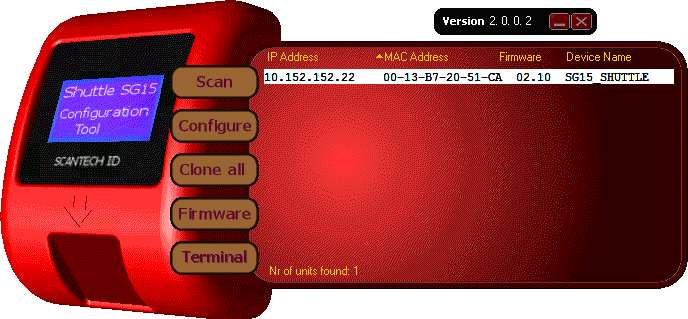 Version 2.0.0.2
IP Address MAC Address Firmware Device Name
10.152.152.22 00-13-B7-20-51-CA 02.10 SG15_SHUTTLE
Shuttle SG15
Configuration
Tool
SCANTECH ID
Scan
Configure
Clone all
Firmware
Terminal
Nr of units found: 1